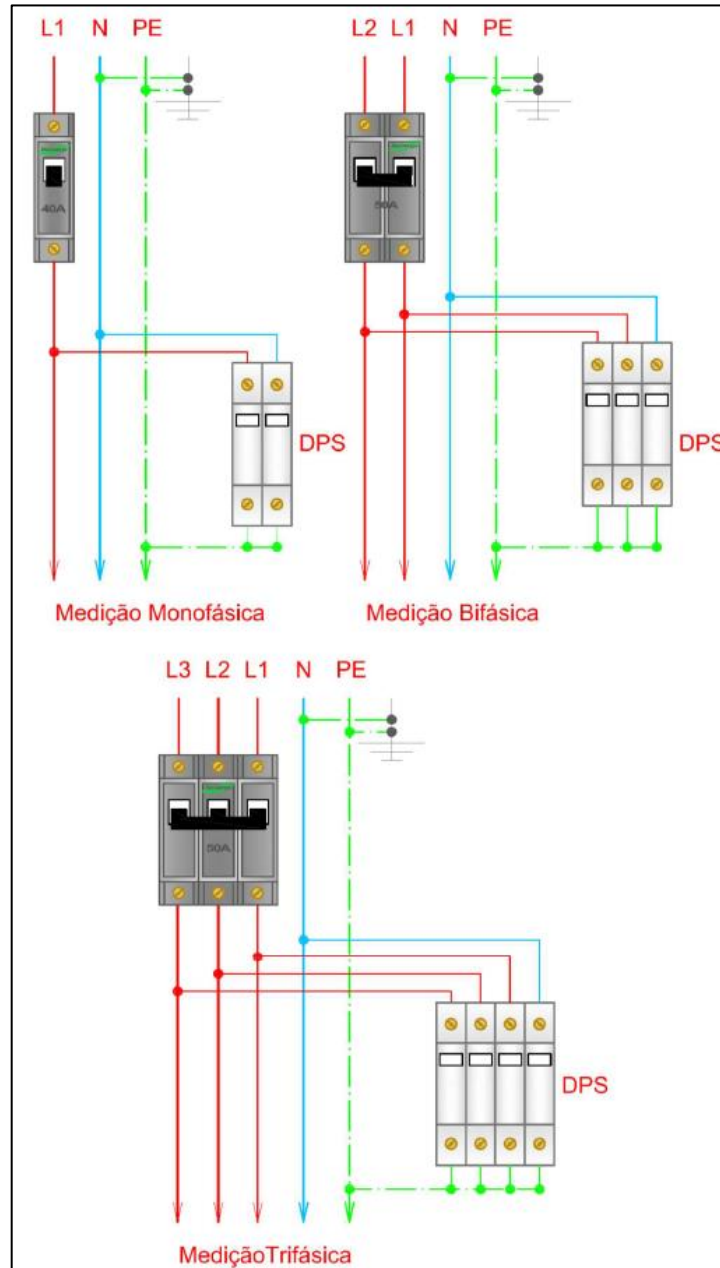 L1 N PE
L2 L1 N PE
40A
50A
DPS
DPS
Medição Monofásica
Medição Bifásica
L3 L2 L1 N PE
50A
DPS
MediçãoTrifásica